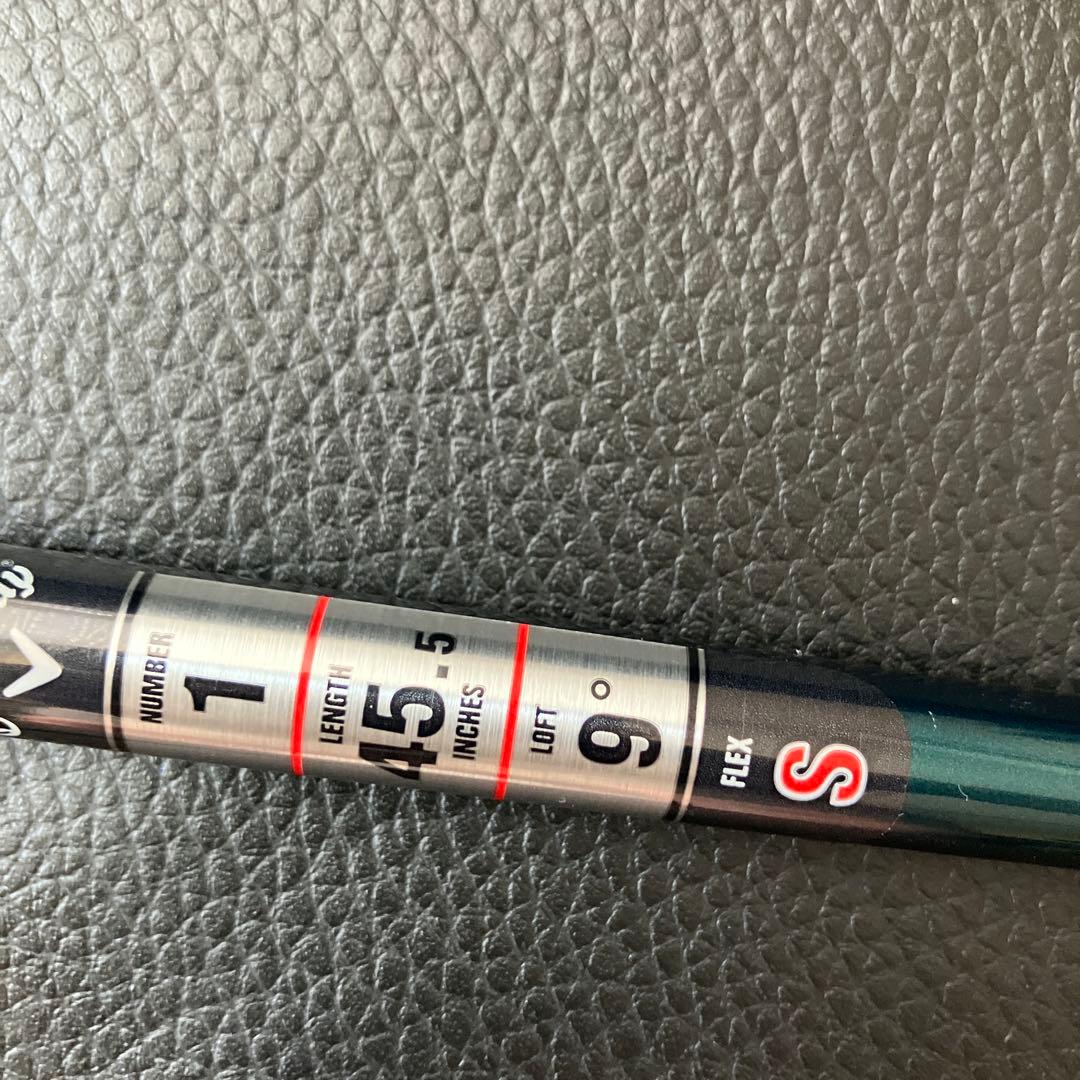 NUMBER
1
LENGTH
45.5
INCHES
LOFT
9°
FLEX
S